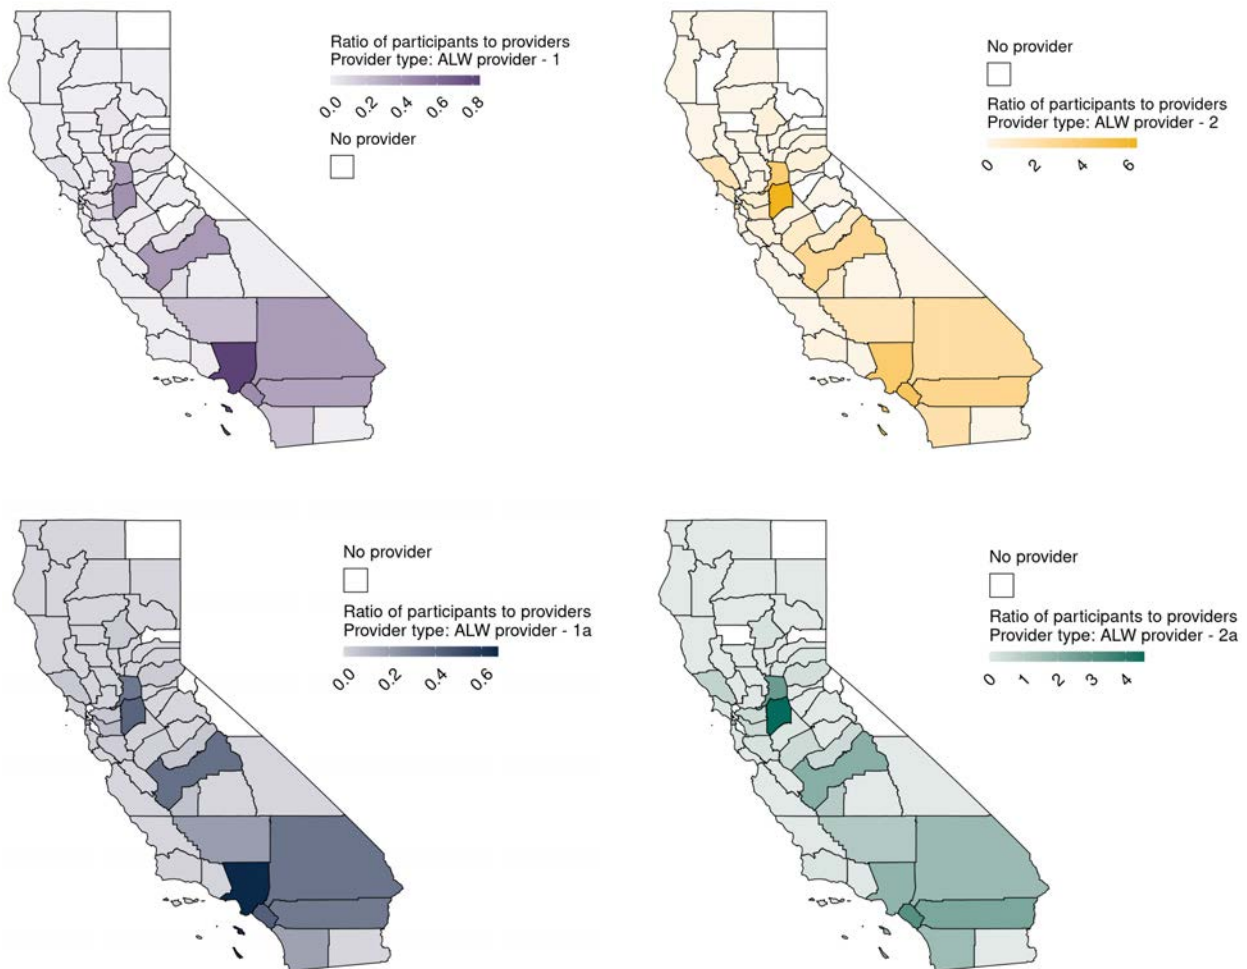 Ratio of participants to providers
Provider type: ALW provider - 1
0.0 0.2 0.4 0.6 0.8
No provider
No provider
Ratio of participants to providers
Provider type: ALW provider - 2
0 2 4 6
No provider
Ratio of participants to providers
Provider type: ALW provider - 1a
0.0 0.2 0.4 0.6
No provider
Ratio of participants to providers
Provider type: ALW provider - 2a
0 1 2 3 4